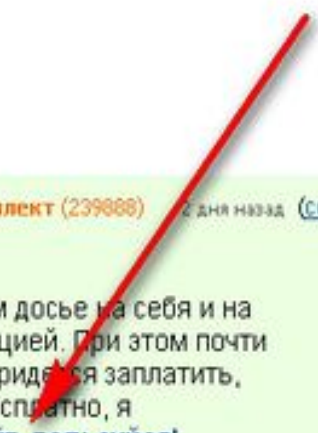 лект (239888) 2 дня назад
м досье на себя и на
цией. При этом почти
ридется заплатить,
сплатно, я